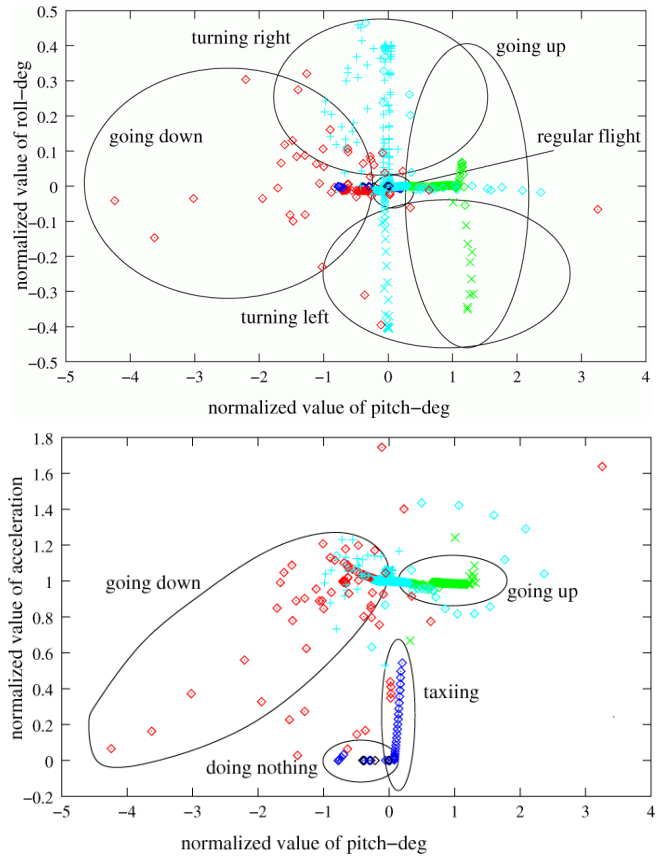 0.5
0.4
0.3
0.2
0.1
0
−0.1
−0.2
−0.3
−0.4
−0.5
normalized value of roll−deg
turning right
going up
going down
regular flight
turning left
−5 −4 −3 −2 −1 0 1 2 3 4
normalized value of pitch−deg
1.8
1.6
1.4
1.2
1
0.8
0.6
0.4
0.2
0
−0.2
normalized value of acceleration
going down
going up
taxiing
doing nothing
−5 −4 −3 −2 −1 0 1 2 3 4
normalized value of pitch−deg